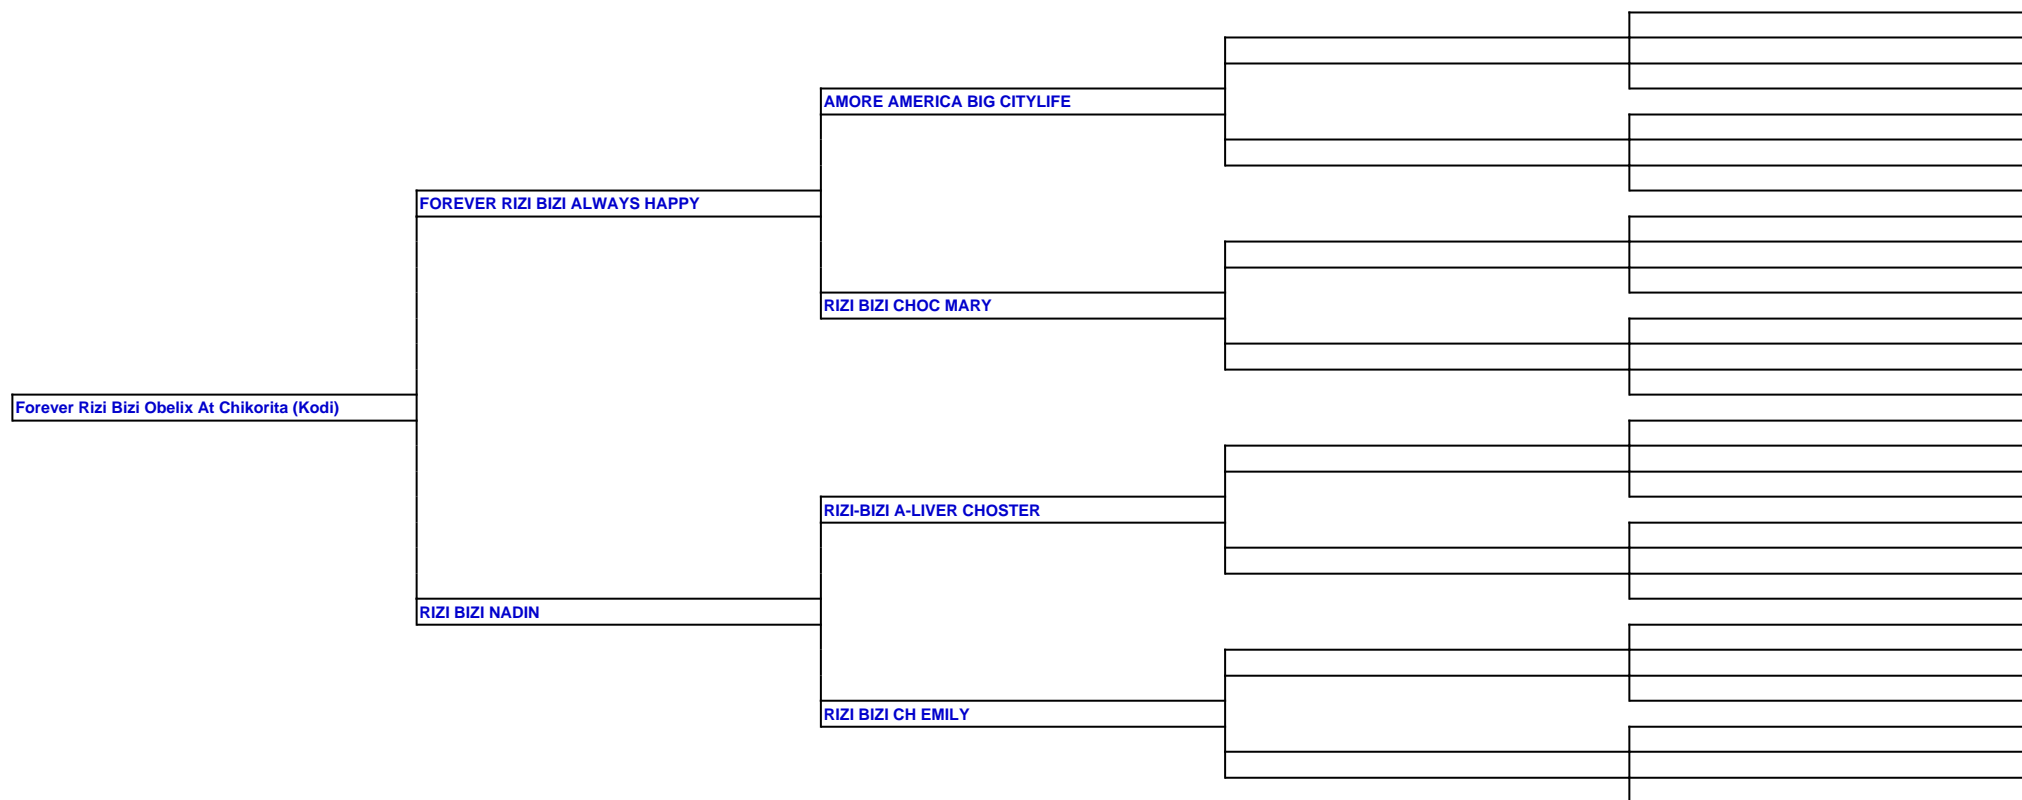 AMORE AMERICA BIG CITYLIFE
FOREVER RIZI BIZI ALWAYS HAPPY
RIZI BIZI CHOC MARY
Forever Rizi Bizi Obelix At Chikorita (Kodi)
RIZI-BIZI A-LIVER CHOSTER
RIZI BIZI NADIN
RIZI BIZI CH EMILY